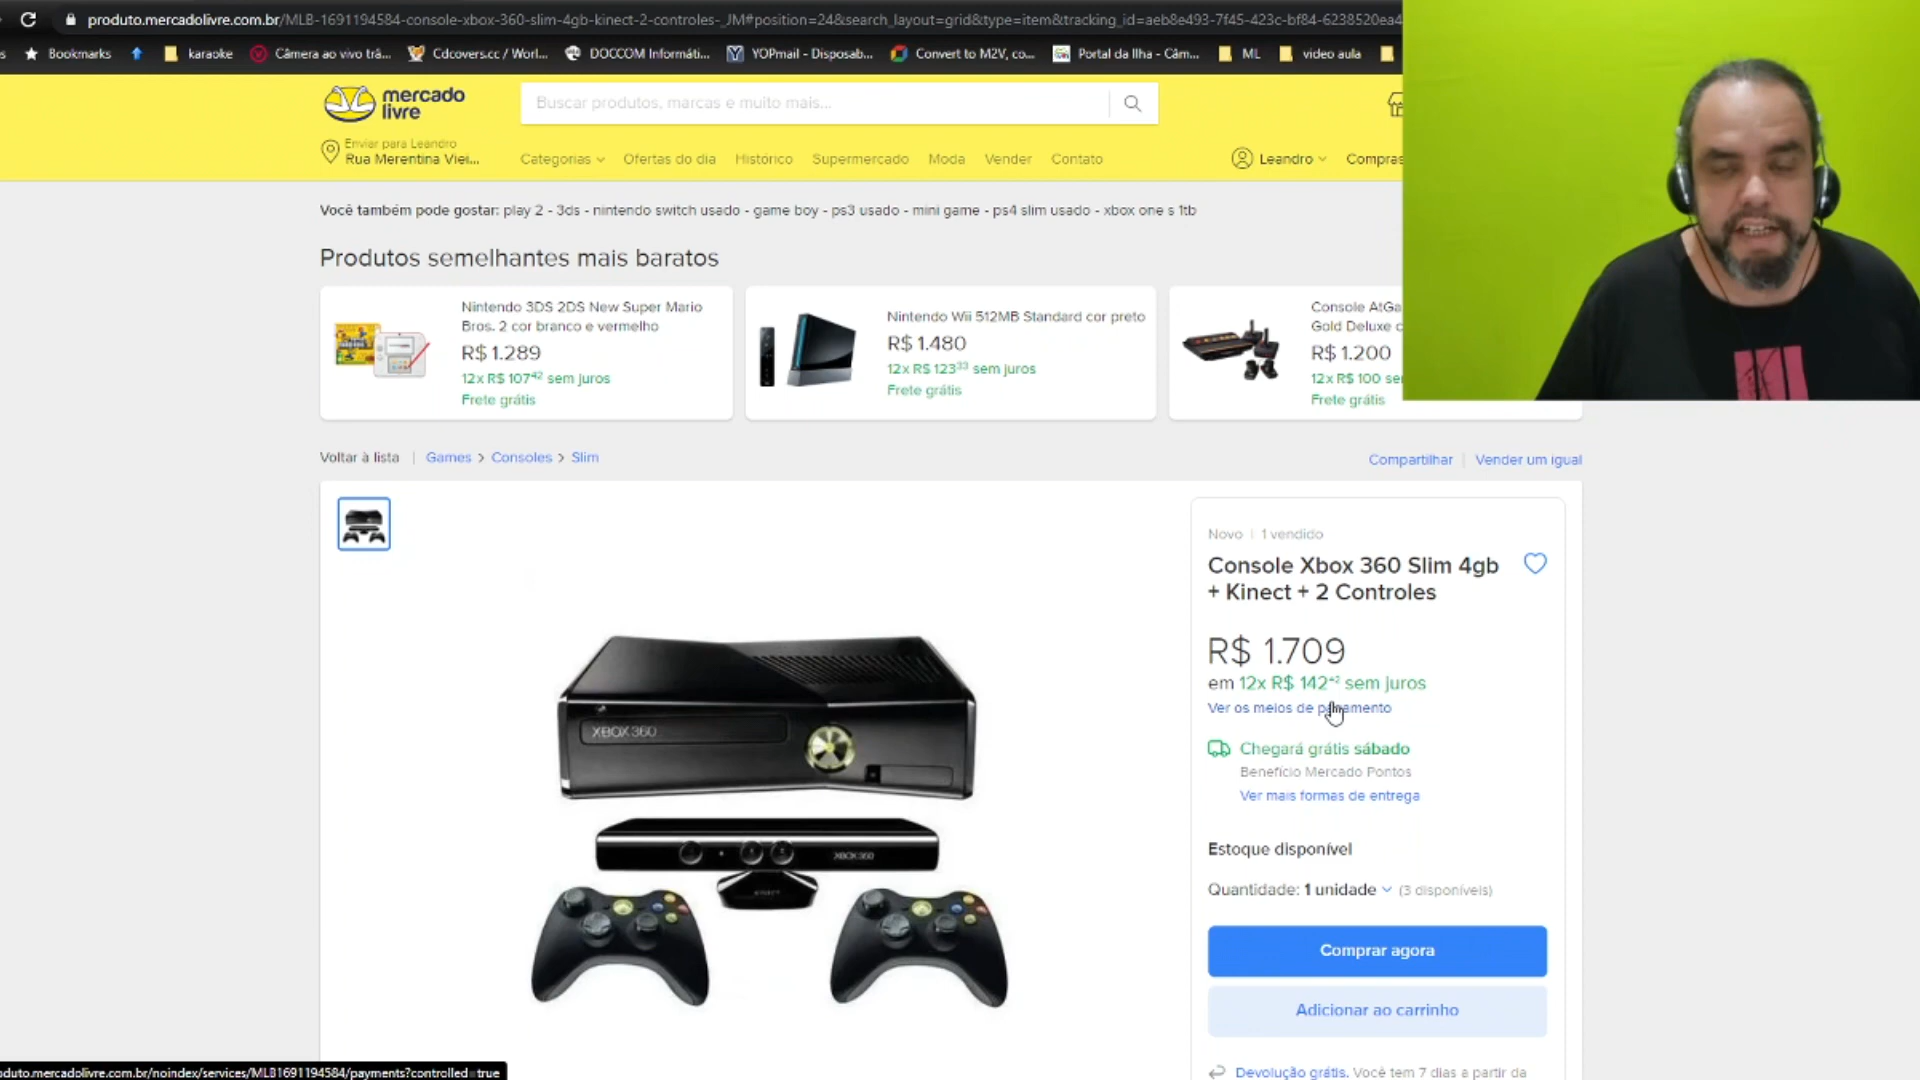 produto.mercadolivre.com.br/MLB-1691194584-console-xbox-360-slim-4gb-kinect-2-controles-_JM#position=24&search_layout=grid&type=item&tracking_id=aeb8e493-7f45-423c-bf84-6238520ea4
s Bookmarks karaoke Câmera ao vivo trâ... Cdcovers.cc / Worl... DOCCOM Informáti... YOPmail - Disposab... Convert to M2V, co... Portal da Ilha - Câm... ML video aula
mercado
livre
Buscar produtos, marcas e muito mais...
Enviar para Leandro
Rua Merentina Viei...
Categorias Ofertas do dia Histórico Supermercado Moda Vender Contato
Leandro Compras
Você também pode gostar: play 2 - 3ds - nintendo switch usado - game boy - ps3 usado - mini game - ps4 slim usado - xbox one s 1tb
Produtos semelhantes mais baratos
Nintendo 3DS 2DS New Super Mario
Bros. 2 cor branco e vermelho
R$ 1.289
12x R$ 107⁴² sem juros
Frete grátis
Nintendo Wii 512MB Standard cor preto
R$ 1.480
12x R$ 123³³ sem juros
Frete grátis
Console AtGa
Gold Deluxe c
R$ 1.200
12x R$ 100 se
Frete grátis
Voltar à lista | Games > Consoles > Slim
Compartilhar | Vender um igual
XBOX 360
XBOX 360
KINECT
Novo | 1 vendido
Console Xbox 360 Slim 4gb
+ Kinect + 2 Controles
R$ 1.709
em 12x R$ 142⁴² sem juros
Ver os meios de pagamento
Chegará grátis sábado
Benefício Mercado Pontos
Ver mais formas de entrega
Estoque disponível
Quantidade: 1 unidade (3 disponíveis)
Comprar agora
Adicionar ao carrinho
Devolução grátis. Você tem 7 dias a partir da
oduto.mercadolivre.com.br/noindex/services/MLB1691194584/payments?controlled=true